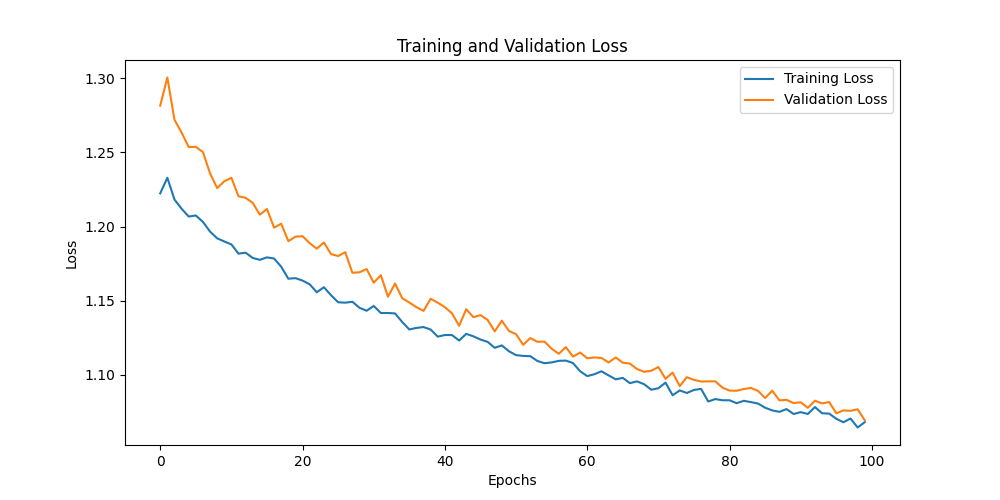 Training and Validation Loss
1.30
1.25
1.20
1.15
1.10
Loss
Training Loss
Validation Loss
0 20 40 60 80 100
Epochs